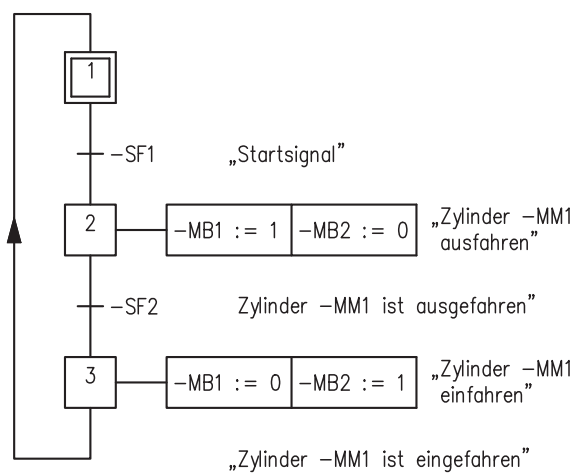 1
-SF1 „Startsignal”
2 -MB1 := 1 -MB2 := 0 „Zylinder -MM1
ausfahren”
-SF2 Zylinder -MM1 ist ausgefahren”
3 -MB1 := 0 -MB2 := 1 „Zylinder -MM1
einfahren”
„Zylinder -MM1 ist eingefahren”